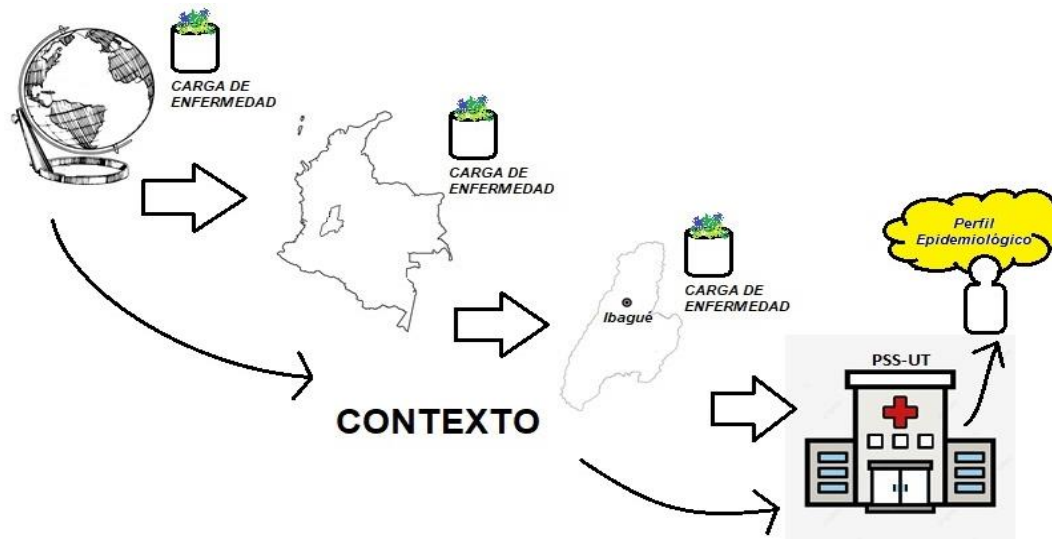 CARGA DE
ENFERMEDAD
CARGA DE
ENFERMEDAD
CARGA DE
ENFERMEDAD
Ibagué
Perfil
Epidemiológico
PSS-UT
CONTEXTO